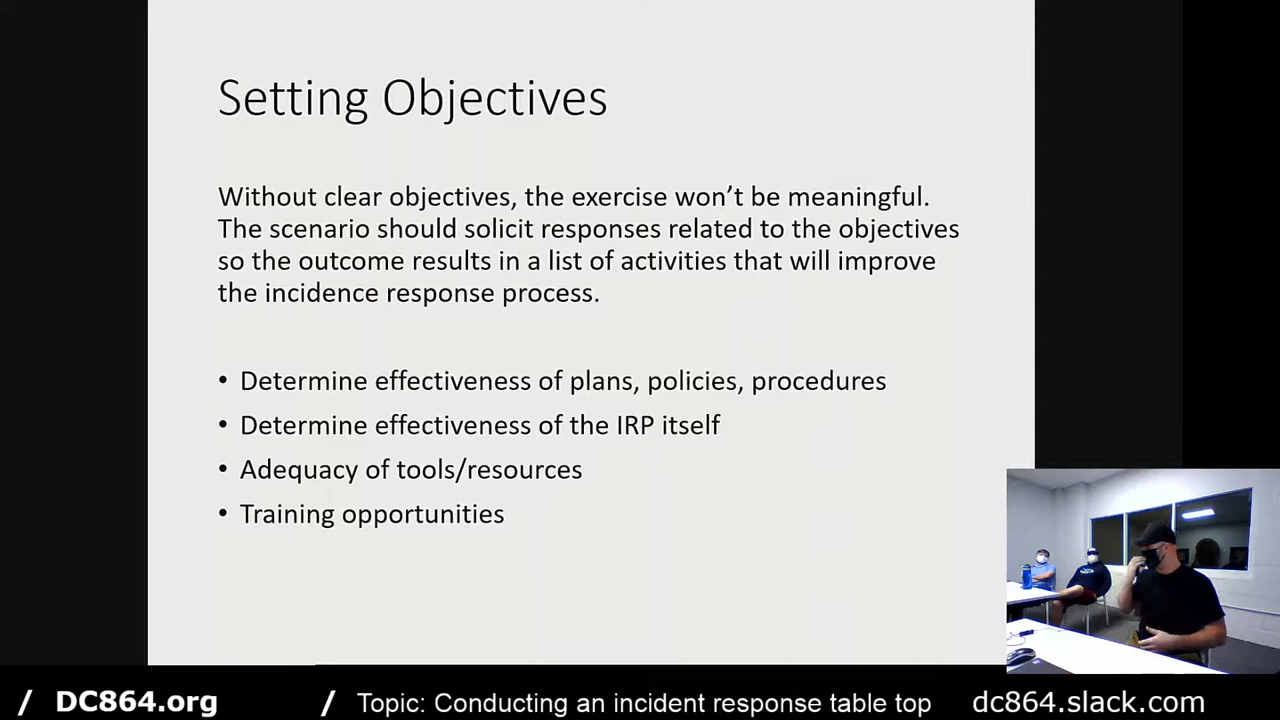 Setting Objectives
Without clear objectives, the exercise won’t be meaningful.
The scenario should solicit responses related to the objectives
so the outcome results in a list of activities that will improve
the incidence response process.
• Determine effectiveness of plans, policies, procedures
• Determine effectiveness of the IRP itself
• Adequacy of tools/resources
• Training opportunities
/ DC864.org / Topic: Conducting an incident response table top dc864.slack.com